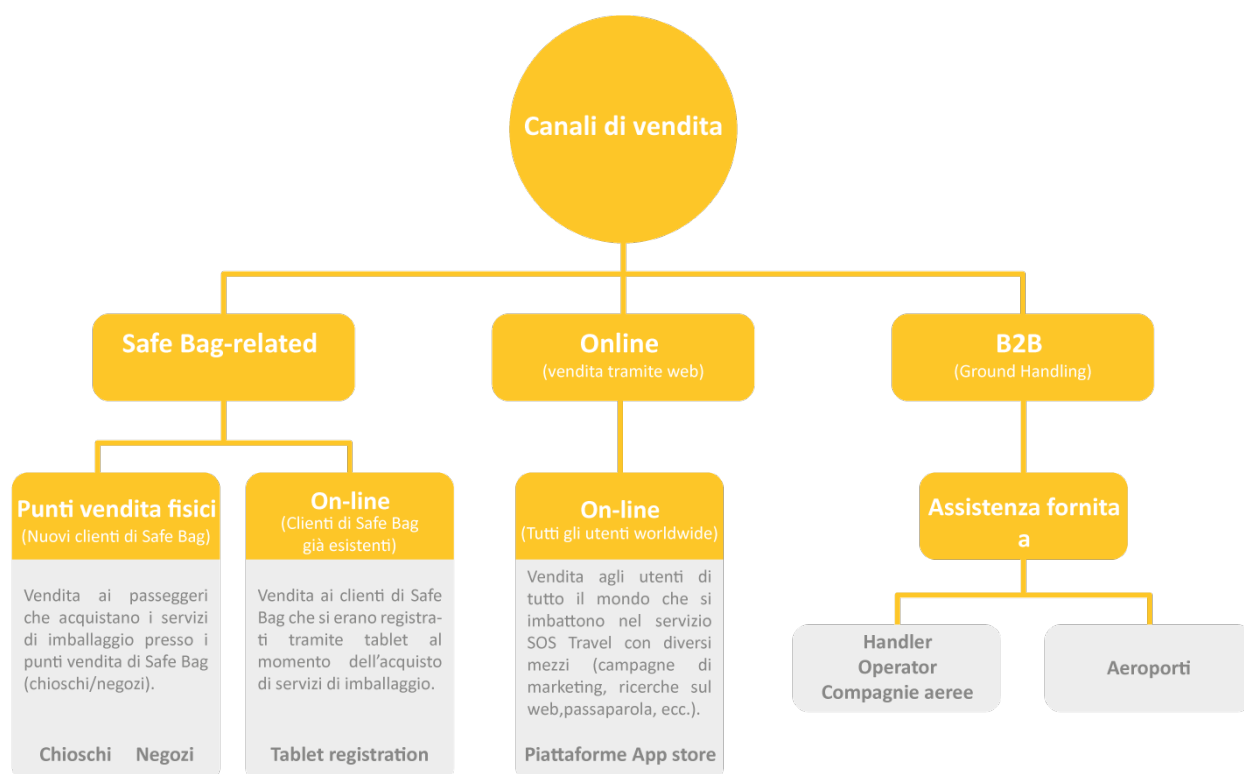 Canali di vendita
Safe Bag-related
Online
(vendita tramite web)
B2B
(Ground Handling)
Punti vendita fisici
(Nuovi clienti di Safe Bag)
Vendita ai passeggeri
che acquistano i servizi
di imballaggio presso i
punti vendita di Safe Bag
(chioschi/negozi).
Chioschi Negozi
On-line
(Clienti di Safe Bag
già esistenti)
Vendita ai clienti di Safe
Bag che si erano registra-
ti tramite tablet al
momento dell’acquisto
di servizi di imballaggio.
Tablet registration
On-line
(Tutti gli utenti worldwide)
Vendita agli utenti di
tutto il mondo che si
imbattono nel servizio
SOS Travel con diversi
mezzi (campagne di
marketing, ricerche sul
web,passaparola, ecc.).
Piattaforme App store
Assistenza fornita
a
Handler
Operator
Compagnie aeree
Aeroporti